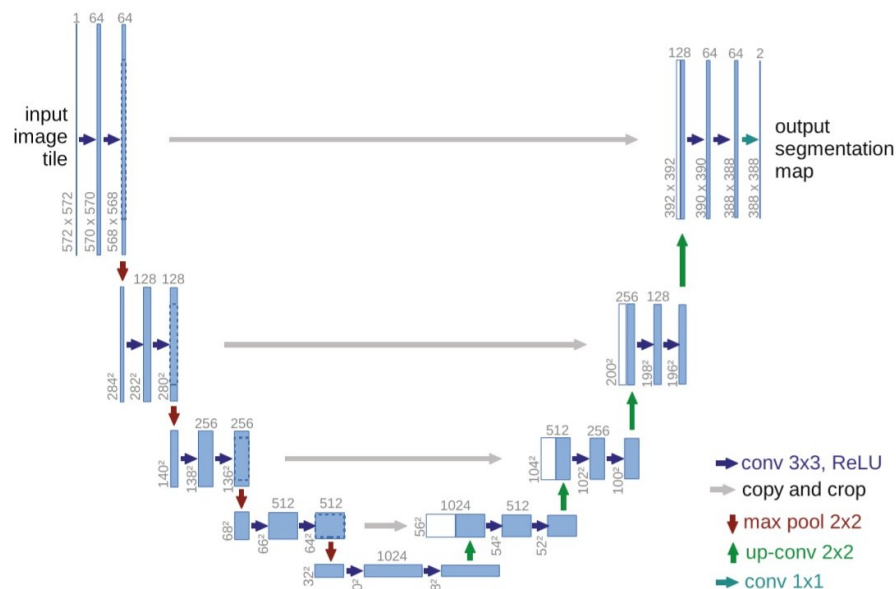 1
64
64
input
image
tile
572 x 572
570 x 570
568 x 568
128
64
64
2
output
segmentation
map
392 x 392
390 x 390
388 x 388
388 x 388
128
128
284²
282²
280²
256
128
200²
198²
196²
256
256
140²
138²
136²
512
256
104²
102²
100²
512
512
68²
66²
64²
1024
512
56²
54²
52²
1024
32²
conv 3x3, ReLU
copy and crop
max pool 2x2
up-conv 2x2
conv 1x1